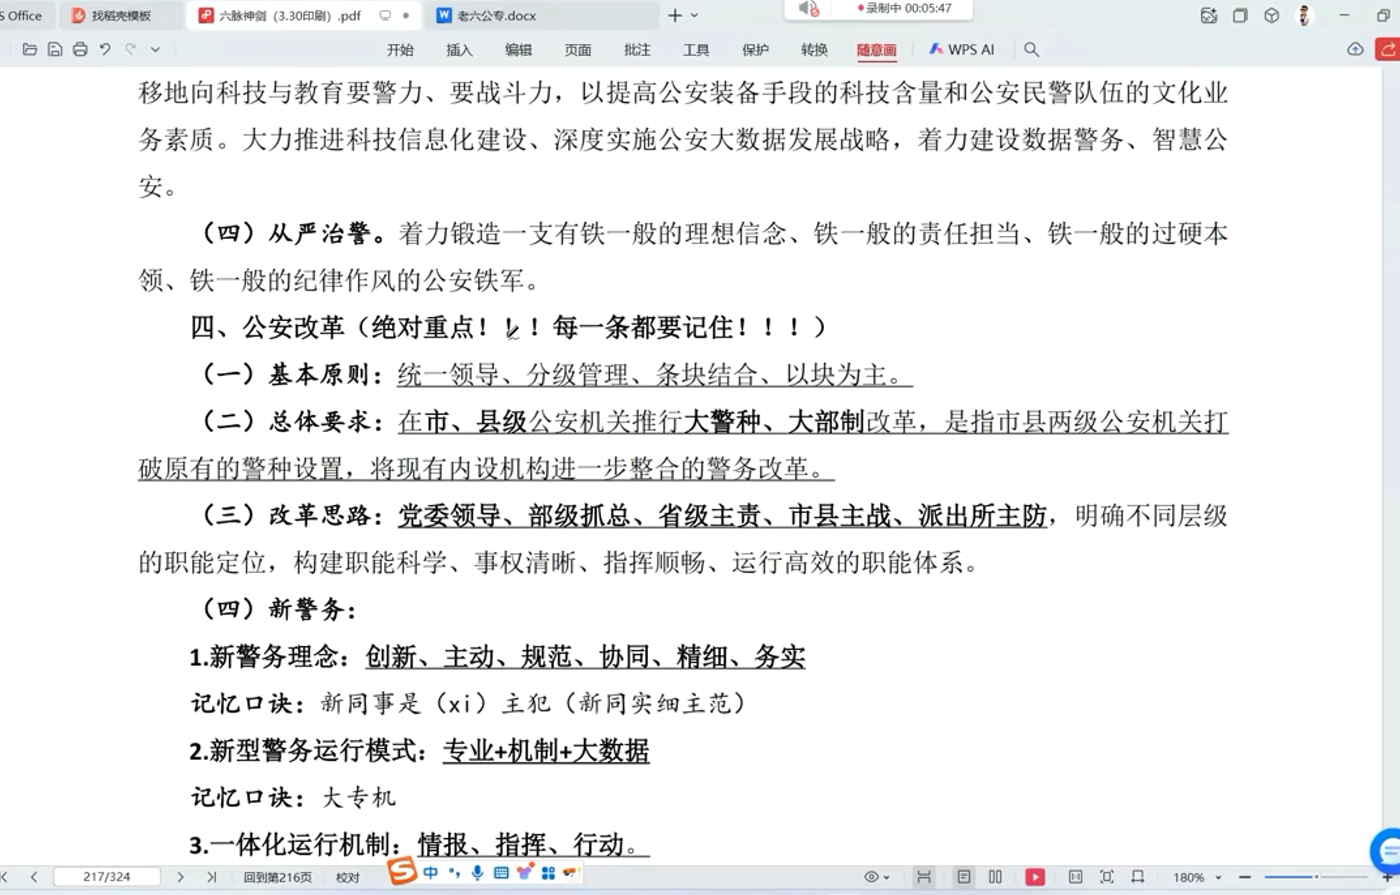 S Office 找稻壳模板 六脉神剑（3.30印刷）.pdf 老六公专.docx 录制中 00:05:47
开始 插入 编辑 页面 批注 工具 保护 转换 随意画 WPS AI
移地向科技与教育要警力、要战斗力，以提高公安装备手段的科技含量和公安民警队伍的文化业
务素质。大力推进科技信息化建设、深度实施公安大数据发展战略，着力建设数据警务、智慧公
安。
（四）从严治警。着力锻造一支有铁一般的理想信念、铁一般的责任担当、铁一般的过硬本
领、铁一般的纪律作风的公安铁军。
四、公安改革（绝对重点！！！每一条都要记住！！！）
（一）基本原则：统一领导、分级管理、条块结合、以块为主。
（二）总体要求：在市、县级公安机关推行大警种、大部制改革，是指市县两级公安机关打
破原有的警种设置，将现有内设机构进一步整合的警务改革。
（三）改革思路：党委领导、部级抓总、省级主责、市县主战、派出所主防，明确不同层级
的职能定位，构建职能科学、事权清晰、指挥顺畅、运行高效的职能体系。
（四）新警务：
1.新警务理念：创新、主动、规范、协同、精细、务实
记忆口诀：新同事是（xi）主犯（新同实细主范）
2.新型警务运行模式：专业+机制+大数据
记忆口诀：大专机
3.一体化运行机制：情报、指挥、行动。
217/324 回到第216页 校对 中 180%